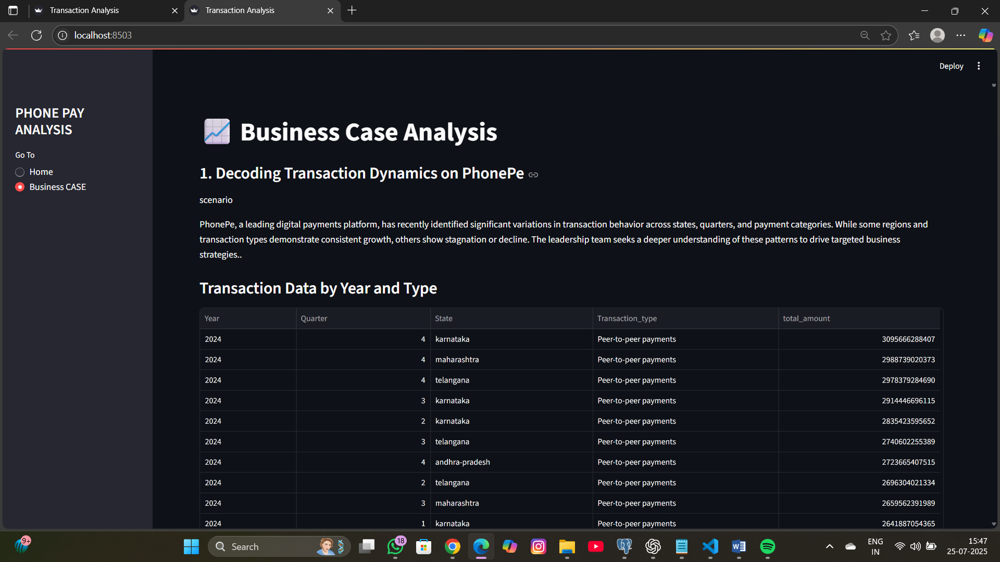 Transaction Analysis
Transaction Analysis
localhost:8503
Deploy
PHONE PAY
ANALYSIS
Go To
Home
Business CASE
Business Case Analysis
1. Decoding Transaction Dynamics on PhonePe
scenario
PhonePe, a leading digital payments platform, has recently identified significant variations in transaction behavior across states, quarters, and payment categories. While some regions and
transaction types demonstrate consistent growth, others show stagnation or decline. The leadership team seeks a deeper understanding of these patterns to drive targeted business
strategies..
Transaction Data by Year and Type
Year Quarter State Transaction_type total_amount
2024 4 karnataka Peer-to-peer payments 3095666288407
2024 4 maharashtra Peer-to-peer payments 2988739020373
2024 4 telangana Peer-to-peer payments 2978379284690
2024 3 karnataka Peer-to-peer payments 2914446696115
2024 2 karnataka Peer-to-peer payments 2835423595652
2024 3 telangana Peer-to-peer payments 2740602255389
2024 4 andhra-pradesh Peer-to-peer payments 2723665407515
2024 2 telangana Peer-to-peer payments 2696304021334
2024 3 maharashtra Peer-to-peer payments 2659562391989
2024 1 karnataka Peer-to-peer payments 2641887054365
9+
Search
18
ENG
IN
15:47
25-07-2025